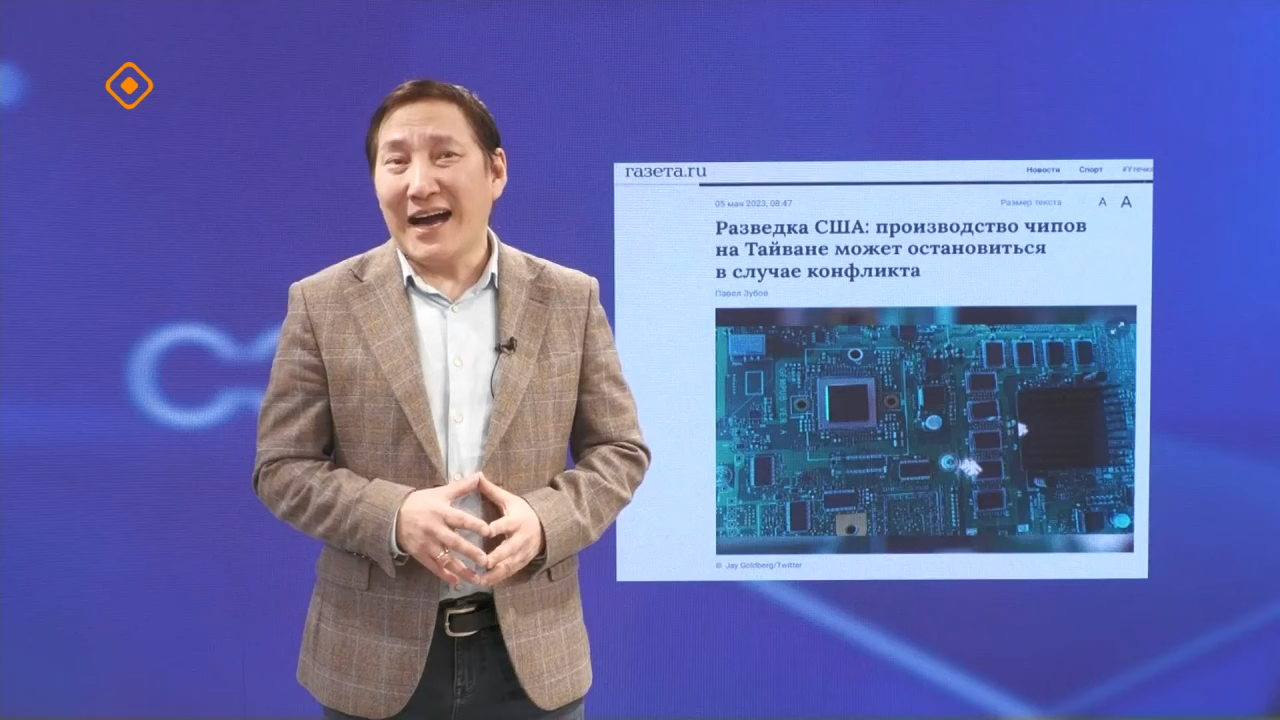 газета.ru
Новости Спорт #Утечка
05 мая 2023, 08:47 Размер текста A A
Разведка США: производство чипов
на Тайване может остановиться
в случае конфликта
Павел Зубов
© Jay Goldberg/Twitter